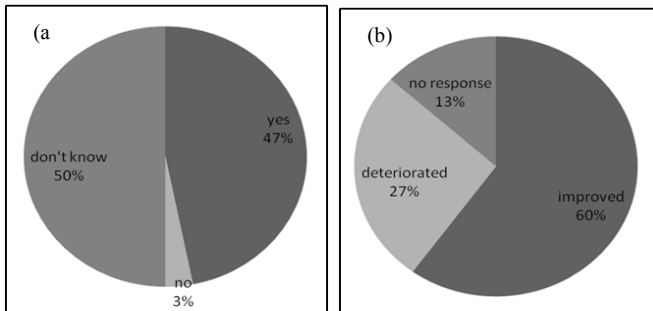 (a
yes
47%
don't know
50%
no
3%
(b)
no response
13%
deteriorated
27%
improved
60%